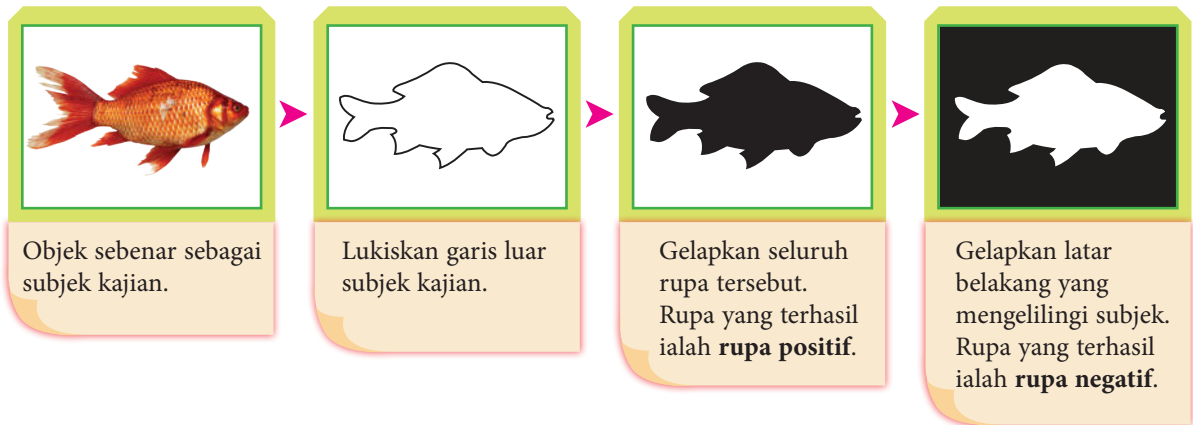 Objek sebenar sebagai
subjek kajian.
Lukiskan garis luar
subjek kajian.
Gelapkan seluruh
rupa tersebut.
Rupa yang terhasil
ialah rupa positif.
Gelapkan latar
belakang yang
mengelilingi subjek.
Rupa yang terhasil
ialah rupa negatif.